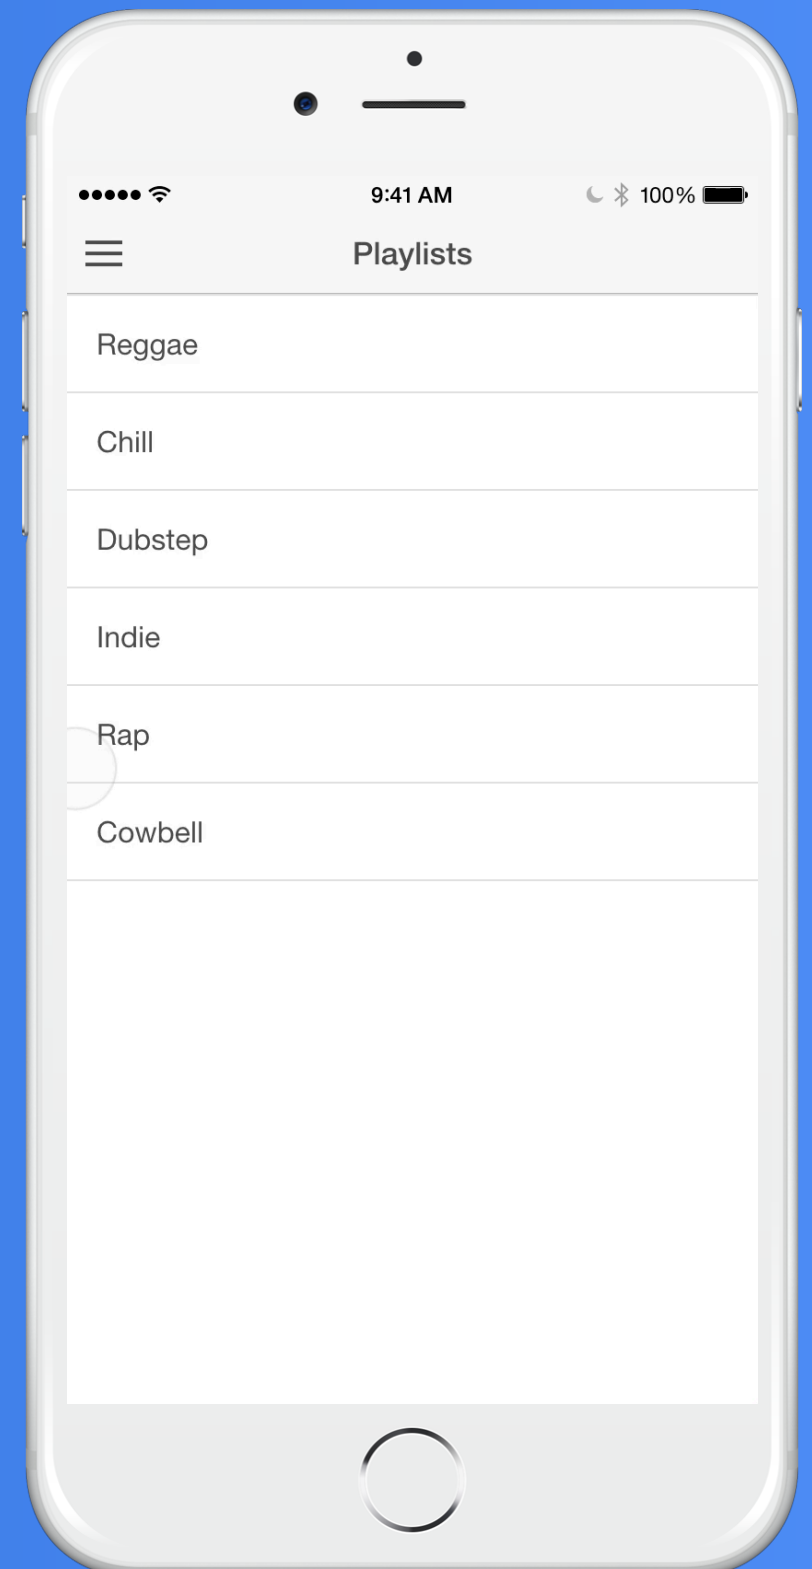 9:41 AM 100%
Playlists
Reggae
Chill
Dubstep
Indie
Rap
Cowbell